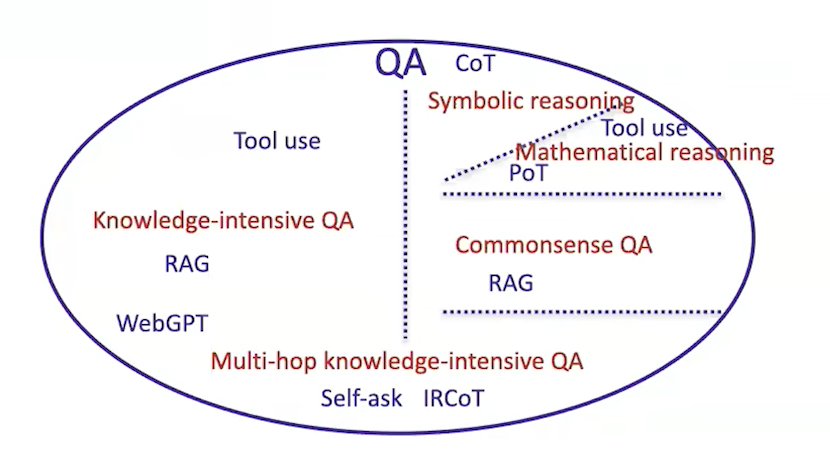 QA CoT
Symbolic reasoning
Tool use
Tool use
Mathematical reasoning
PoT
Knowledge-intensive QA
Commonsense QA
RAG
RAG
WebGPT
Multi-hop knowledge-intensive QA
Self-ask IRCoT